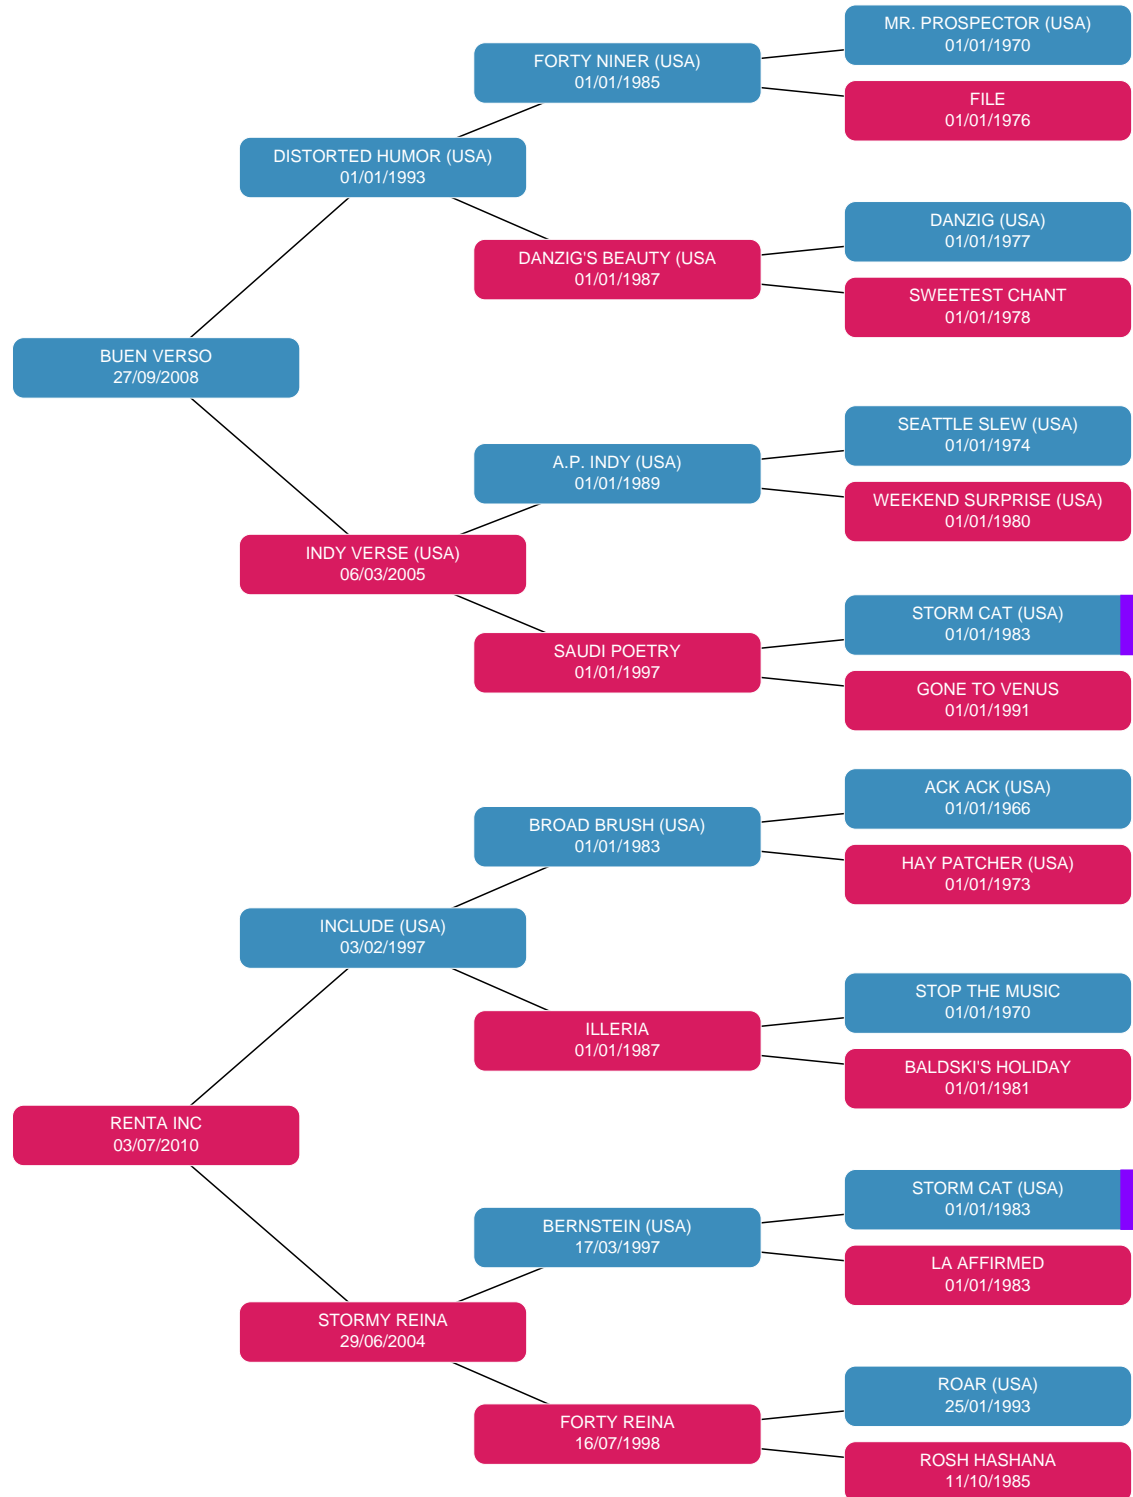 MR. PROSPECTOR (USA)
01/01/1970
FORTY NINER (USA)
01/01/1985
FILE
01/01/1976
DISTORTED HUMOR (USA)
01/01/1993
DANZIG (USA)
01/01/1977
DANZIG'S BEAUTY (USA
01/01/1987
SWEETEST CHANT
01/01/1978
BUEN VERSO
27/09/2008
SEATTLE SLEW (USA)
01/01/1974
A.P. INDY (USA)
01/01/1989
WEEKEND SURPRISE (USA)
01/01/1980
INDY VERSE (USA)
06/03/2005
STORM CAT (USA)
01/01/1983
SAUDI POETRY
01/01/1997
GONE TO VENUS
01/01/1991
ACK ACK (USA)
01/01/1966
BROAD BRUSH (USA)
01/01/1983
HAY PATCHER (USA)
01/01/1973
INCLUDE (USA)
03/02/1997
STOP THE MUSIC
01/01/1970
ILLERIA
01/01/1987
BALDSKI'S HOLIDAY
01/01/1981
RENTA INC
03/07/2010
STORM CAT (USA)
01/01/1983
BERNSTEIN (USA)
17/03/1997
LA AFFIRMED
01/01/1983
STORMY REINA
29/06/2004
ROAR (USA)
25/01/1993
FORTY REINA
16/07/1998
ROSH HASHANA
11/10/1985